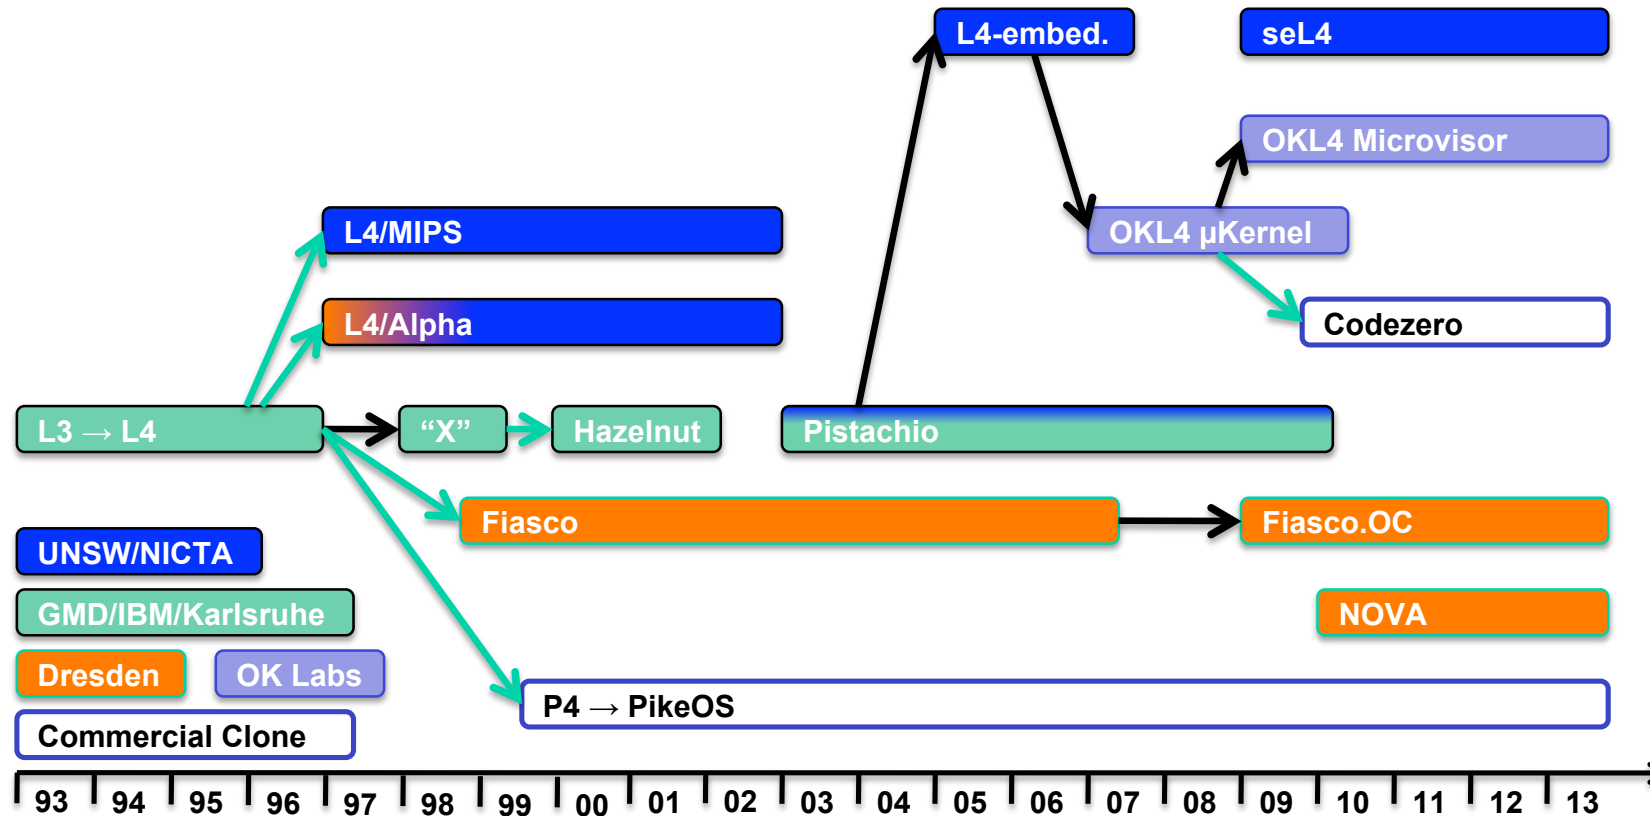 L4-embed.
seL4
OKL4 Microvisor
L4/MIPS
OKL4 µKernel
L4/Alpha
Codezero
L3 → L4
“X”
Hazelnut
Pistachio
Fiasco
Fiasco.OC
UNSW/NICTA
GMD/IBM/Karlsruhe
NOVA
Dresden
OK Labs
P4 → PikeOS
Commercial Clone
93 94 95 96 97 98 99 00 01 02 03 04 05 06 07 08 09 10 11 12 13